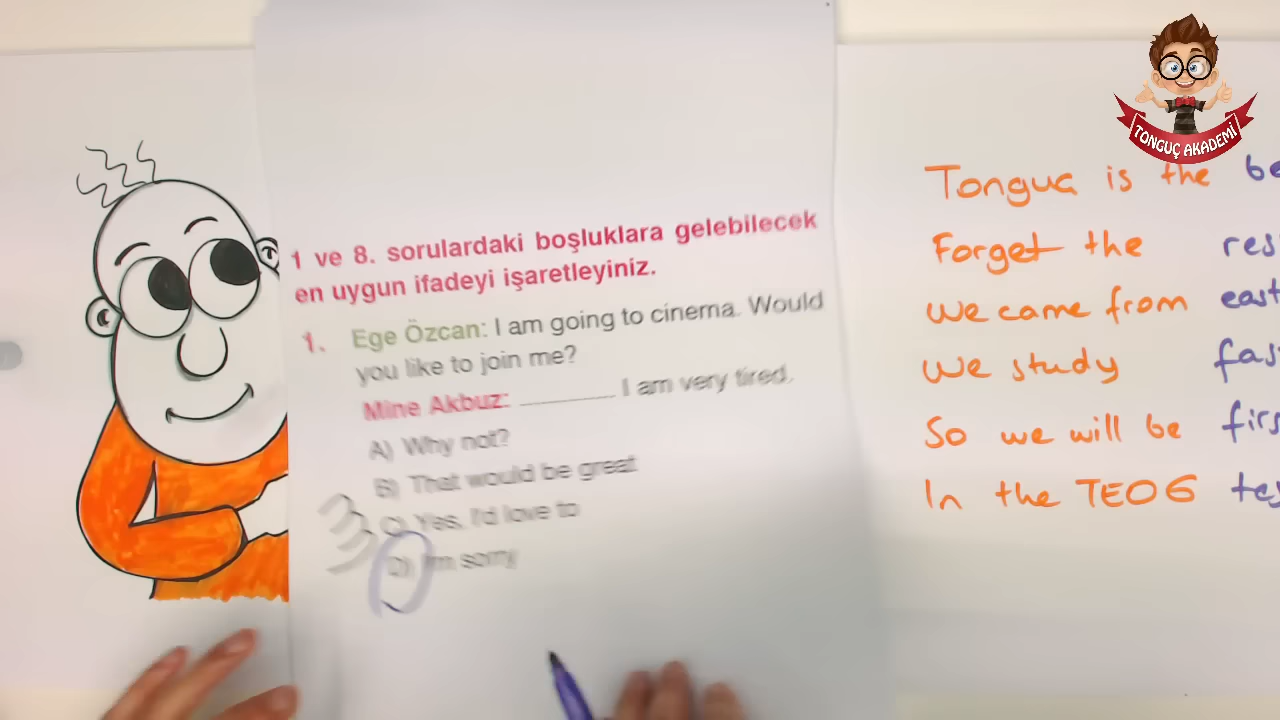 TONGUÇ AKADEMİ
1 ve 8. sorulardaki boşluklara gelebilecek
en uygun ifadeyi işaretleyiniz.
1. Ege Özcan: I am going to cinema. Would
you like to join me?
Mine Akbuz: ________ I am very tired.
A) Why not?
B) That would be great
C) Yes, I'd love to
D) I'm sorry
Tonguç is the
Forget the
We came from east
We study
So we will be
In the TEOG